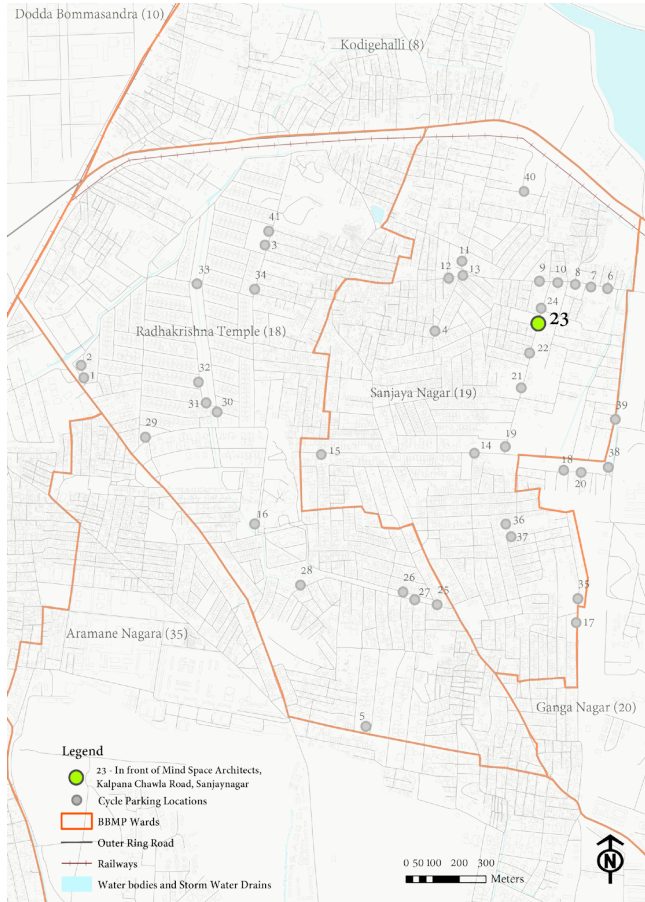 Dodda Bommasandra (10)
Kodigehalli (8)
40
41
3
11
12
13
33
34
9
10
8
7
6
24
23
Radhakrishna Temple (18)
4
22
2
1
32
Sanjaya Nagar (19)
21
31
30
39
29
15
14
19
18
20
38
16
36
37
28
26
27
25
35
17
Aramane Nagara (35)
Ganga Nagar (20)
5
Legend
23 - In front of Mind Space Architects,
Kalpana Chawla Road, Sanjaynagar
Cycle Parking Locations
BBMP Wards
Outer Ring Road
Railways
Water bodies and Storm Water Drains
N
0 50 100 200 300
Meters